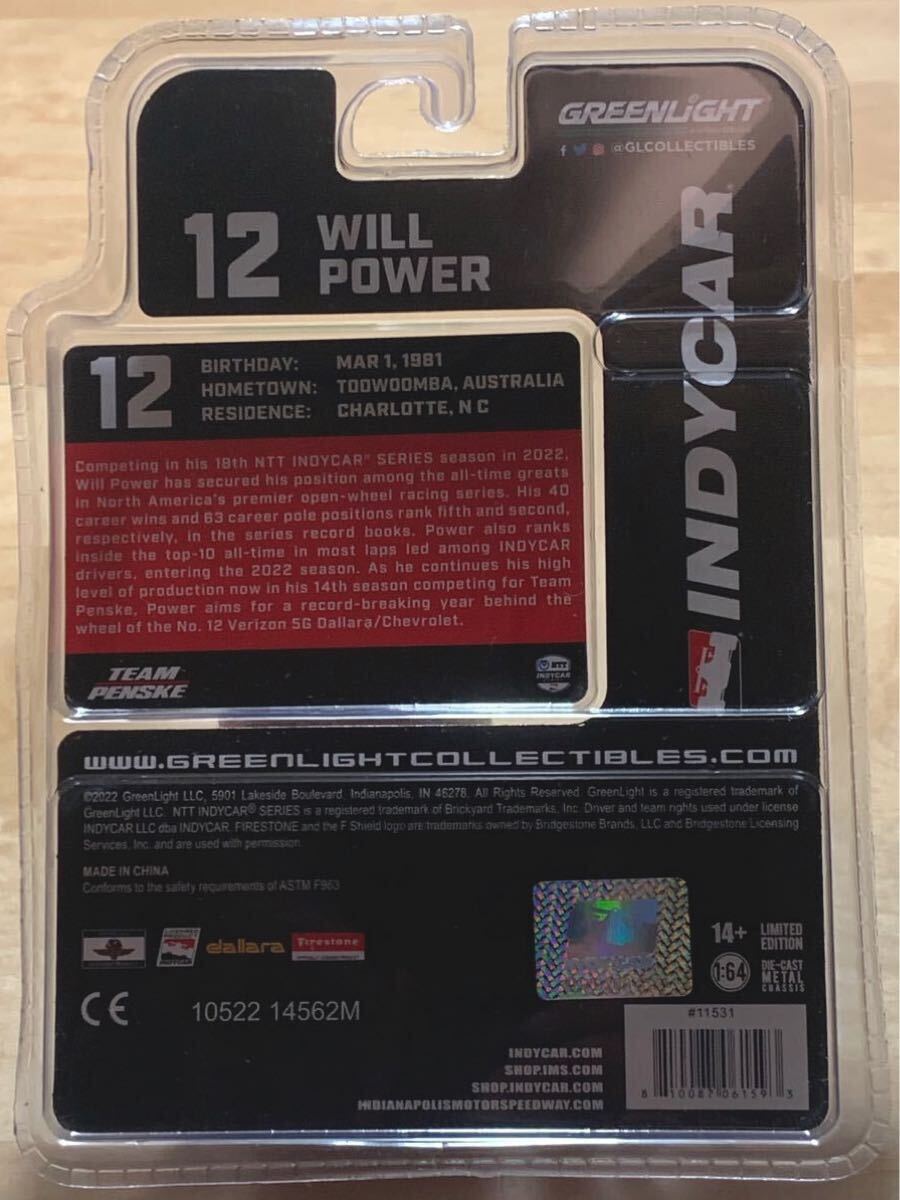 GREENLIGHT
@GLCOLLECTIBLES
12 WILL POWER
INDYCAR
12
BIRTHDAY: MAR 1, 1981
HOMETOWN: TOOWOOMBA, AUSTRALIA
RESIDENCE: CHARLOTTE, N C
Competing in his 18th NTT INDYCAR® SERIES season in 2022,
Will Power has secured his position among the all-time greats
in North America's premier open-wheel racing series. His 40
career wins and 63 career pole positions rank fifth and second,
respectively, in the series record books. Power also ranks
inside the top-10 all-time in most laps led among INDYCAR
drivers, entering the 2022 season. As he continues his high
level of production now in his 14th season competing for Team
Penske, Power aims for a record-breaking year behind the
wheel of the No. 12 Verizon 5G Dallara/Chevrolet.
TEAM
PENSKE
NTT
INDYCAR
www.GREENLIGHTCOLLECTIBLES.COM
©2022 GreenLight LLC, 5901 Lakeside Boulevard, Indianapolis, IN 46278. All Rights Reserved. GreenLight is a registered trademark of
GreenLight LLC. NTT INDYCAR® SERIES is a registered trademark of Brickyard Trademarks, Inc. Driver and team rights used under license
INDYCAR LLC dba INDYCAR. FIRESTONE and the F Shield logo are trademarks owned by Bridgestone Brands, LLC and Bridgestone Licensing
Services, Inc. and are used with permission.
MADE IN CHINA
Conforms to the safety requirements of ASTM F963
dallara
Firestone
14+
LIMITED
EDITION
1:64
DIE-CAST
METAL
CHASSIS
CE
10522 14562M
#11531
8 10087 06159 3
INDYCAR.COM
SHOP.IMS.COM
SHOP.INDYCAR.COM
INDIANAPOLISMOTORSPEEDWAY.COM